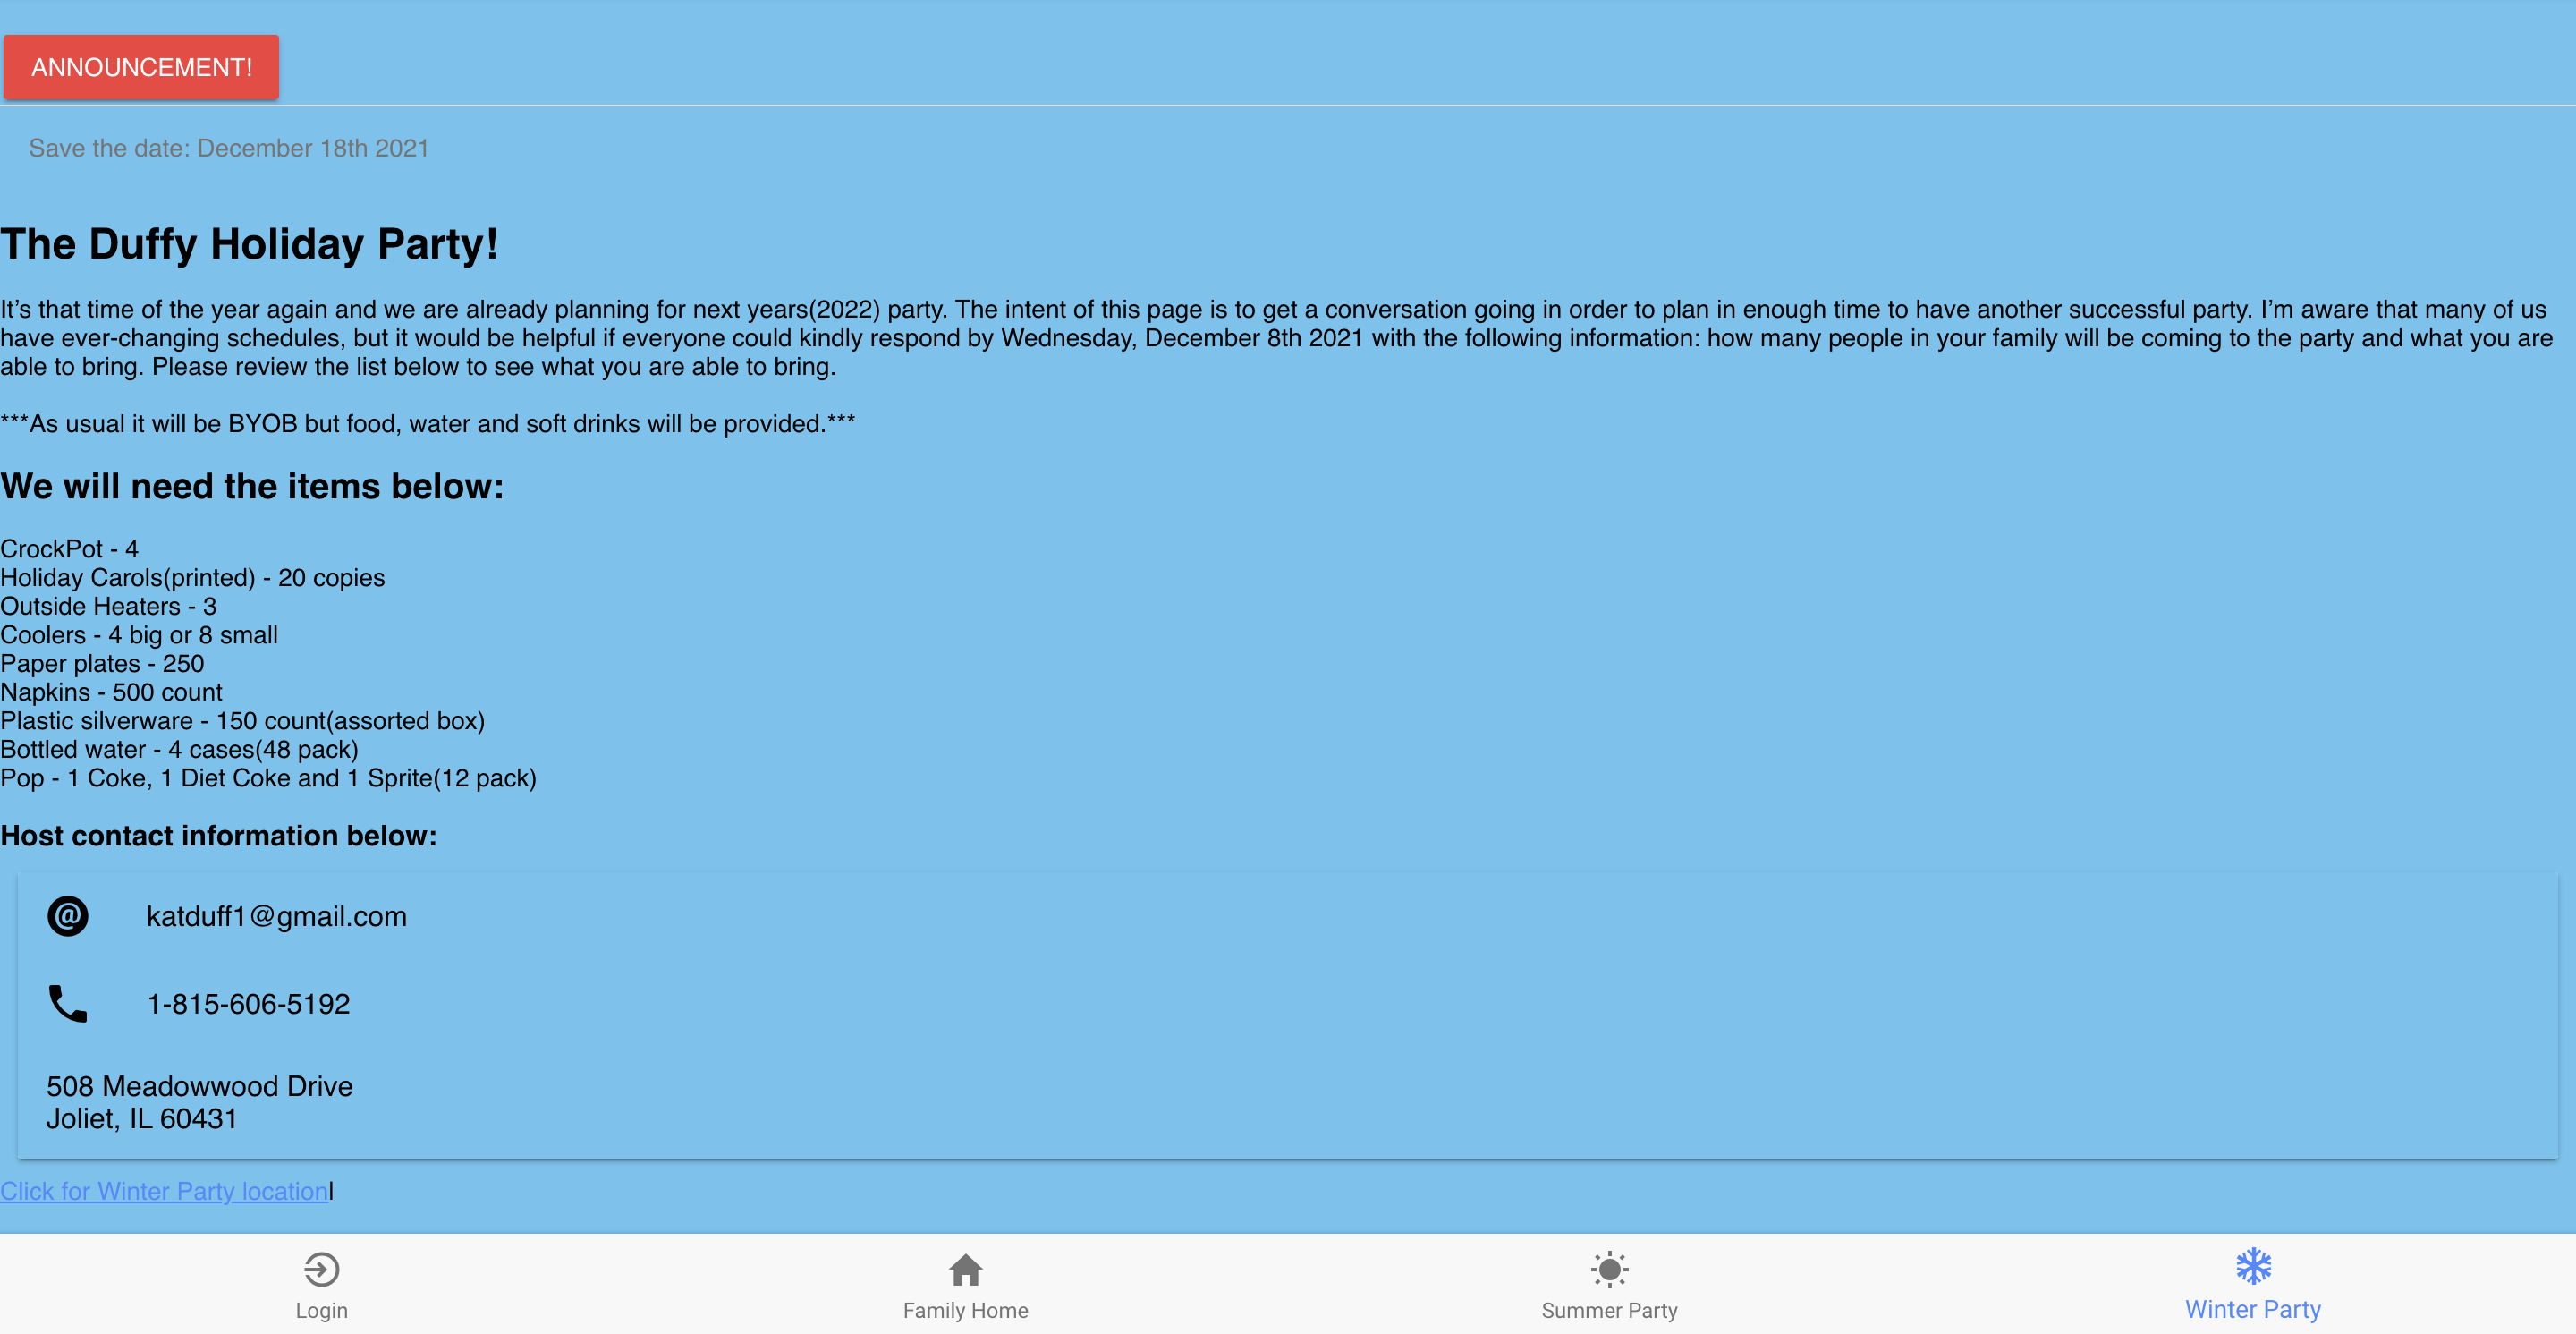 ANNOUNCEMENT!
Save the date: December 18th 2021
The Duffy Holiday Party!
It’s that time of the year again and we are already planning for next years(2022) party. The intent of this page is to get a conversation going in order to plan in enough time to have another successful party. I’m aware that many of us
have ever-changing schedules, but it would be helpful if everyone could kindly respond by Wednesday, December 8th 2021 with the following information: how many people in your family will be coming to the party and what you are
able to bring. Please review the list below to see what you are able to bring.
***As usual it will be BYOB but food, water and soft drinks will be provided.***
We will need the items below:
CrockPot - 4
Holiday Carols(printed) - 20 copies
Outside Heaters - 3
Coolers - 4 big or 8 small
Paper plates - 250
Napkins - 500 count
Plastic silverware - 150 count(assorted box)
Bottled water - 4 cases(48 pack)
Pop - 1 Coke, 1 Diet Coke and 1 Sprite(12 pack)
Host contact information below:
@ katduff1@gmail.com
1-815-606-5192
508 Meadowwood Drive
Joliet, IL 60431
Click for Winter Party locationl
Login Family Home Summer Party Winter Party